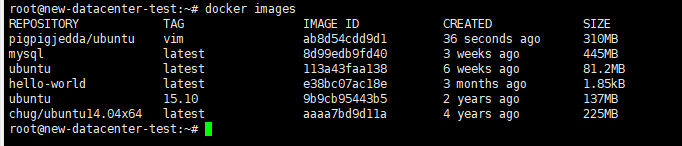 root@new-datacenter-test:~# docker images
REPOSITORY TAG IMAGE ID CREATED SIZE
pigpigjedda/ubuntu vim ab8d54cdd9d1 36 seconds ago 310MB
mysql latest 8d99edb9fd40 3 weeks ago 445MB
ubuntu latest 113a43faa138 6 weeks ago 81.2MB
hello-world latest e38bc07ac18e 3 months ago 1.85kB
ubuntu 15.10 9b9cb95443b5 2 years ago 137MB
chug/ubuntu14.04x64 latest aaaa7bd9d11a 4 years ago 225MB
root@new-datacenter-test:~#